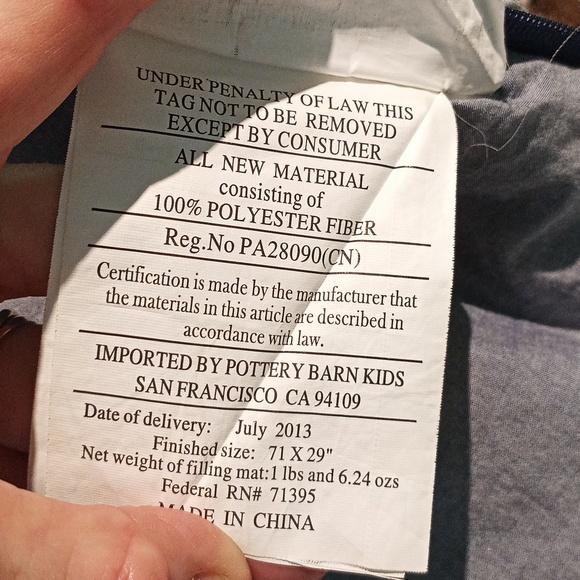 UNDER PENALTY OF LAW THIS
TAG NOT TO BE REMOVED
EXCEPT BY CONSUMER
ALL NEW MATERIAL
consisting of
100% POLYESTER FIBER
Reg.No PA28090(CN)
Certification is made by the manufacturer that
the materials in this article are described in
accordance with law.
IMPORTED BY POTTERY BARN KIDS
SAN FRANCISCO CA 94109
Date of delivery: July 2013
Finished size: 71 X 29"
Net weight of filling mat:1 lbs and 6.24 ozs
Federal RN# 71395
MADE IN CHINA